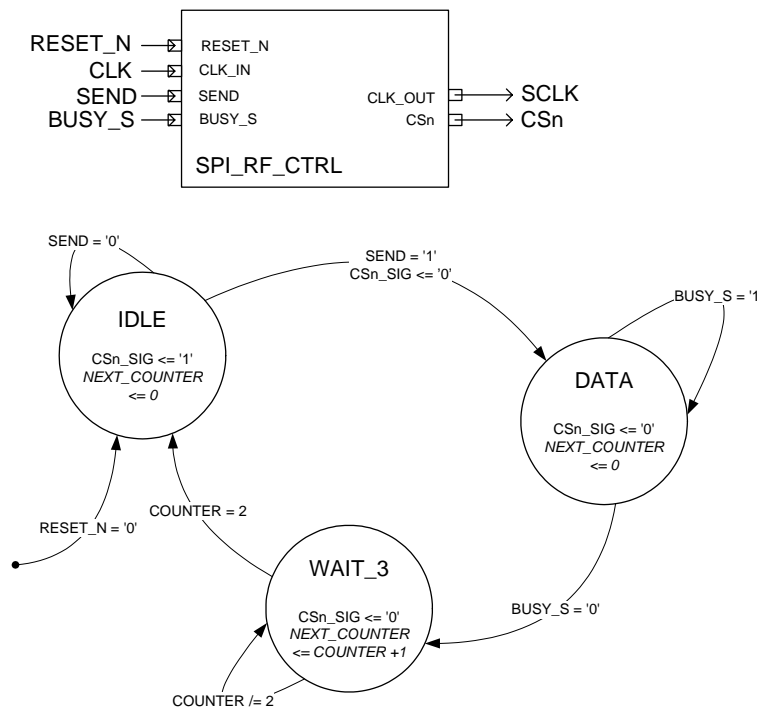 RESET_N
CLK
SEND
BUSY_S
RESET_N
CLK_IN
SEND
BUSY_S
CLK_OUT
CSn
SCLK
CSn
SPI_RF_CTRL
SEND = '0'
SEND = '1'
CSn_SIG <= '0'
BUSY_S = '1
IDLE
CSn_SIG <= '1'
NEXT_COUNTER
<= 0
DATA
CSn_SIG <= '0'
NEXT_COUNTER
<= 0
RESET_N = '0'
COUNTER = 2
WAIT_3
CSn_SIG <= '0'
NEXT_COUNTER
<= COUNTER +1
BUSY_S = '0'
COUNTER /= 2